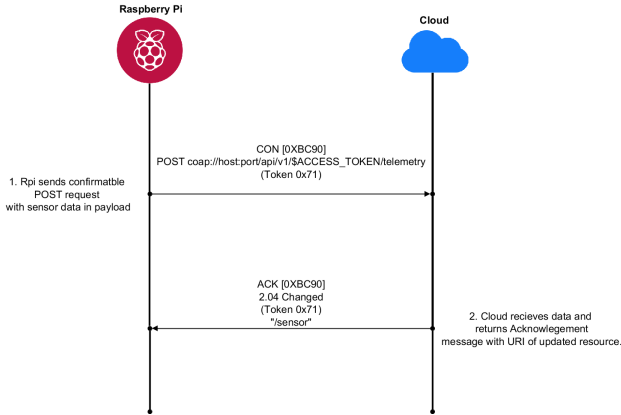 Raspberry Pi
Cloud
CON [0XBC90]
POST coap://host:port/api/v1/$ACCESS_TOKEN/telemetry
(Token 0x71)
1. Rpi sends confirmatble
POST request
with sensor data in payload
ACK [0XBC90]
2.04 Changed
(Token 0x71)
"/sensor"
2. Cloud recieves data and
returns Acknowlegement
message with URI of updated resource.